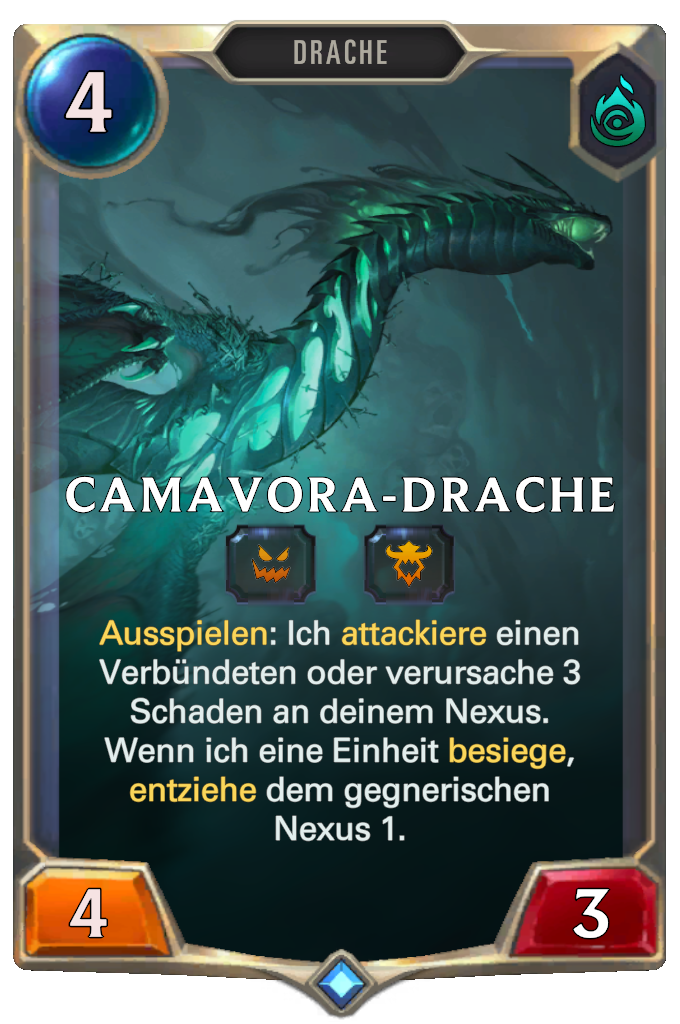 DRACHE
4
CAMAVORA-DRACHE
Ausspielen: Ich attackiere einen
Verbündeten oder verursache 3
Schaden an deinem Nexus.
Wenn ich eine Einheit besiege,
entziehe dem gegnerischen
Nexus 1.
4
3